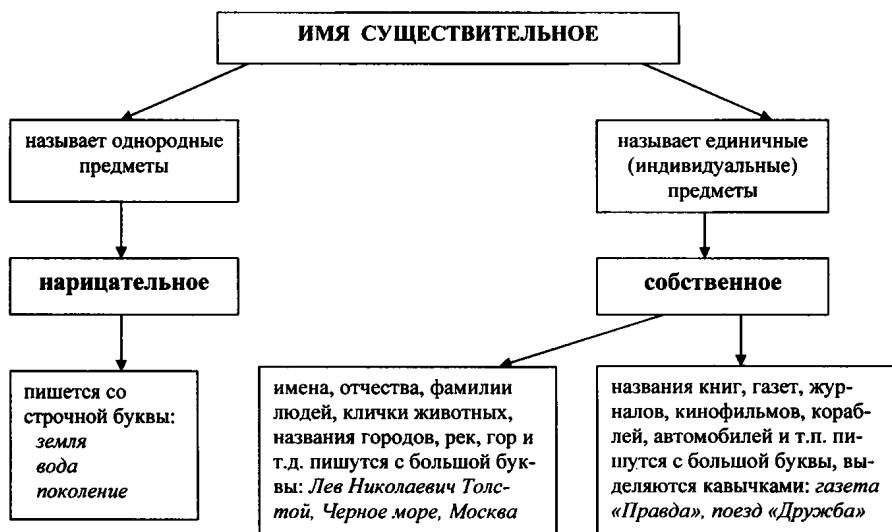 ИМЯ СУЩЕСТВИТЕЛЬНОЕ
называет однородные
предметы
называет единичные
(индивидуальные)
предметы
нарицательное
собственное
пишется со
строчной буквы:
земля
вода
поколение
имена, отчества, фамилии
людей, клички животных,
названия городов, рек, гор и
т.д. пишутся с большой бук-
вы: Лев Николаевич Толс-
той, Черное море, Москва
названия книг, газет, жур-
налов, кинофильмов, кораб-
лей, автомобилей и т.п. пи-
шутся с большой буквы, вы-
деляются кавычками: газета
«Правда», поезд «Дружба»